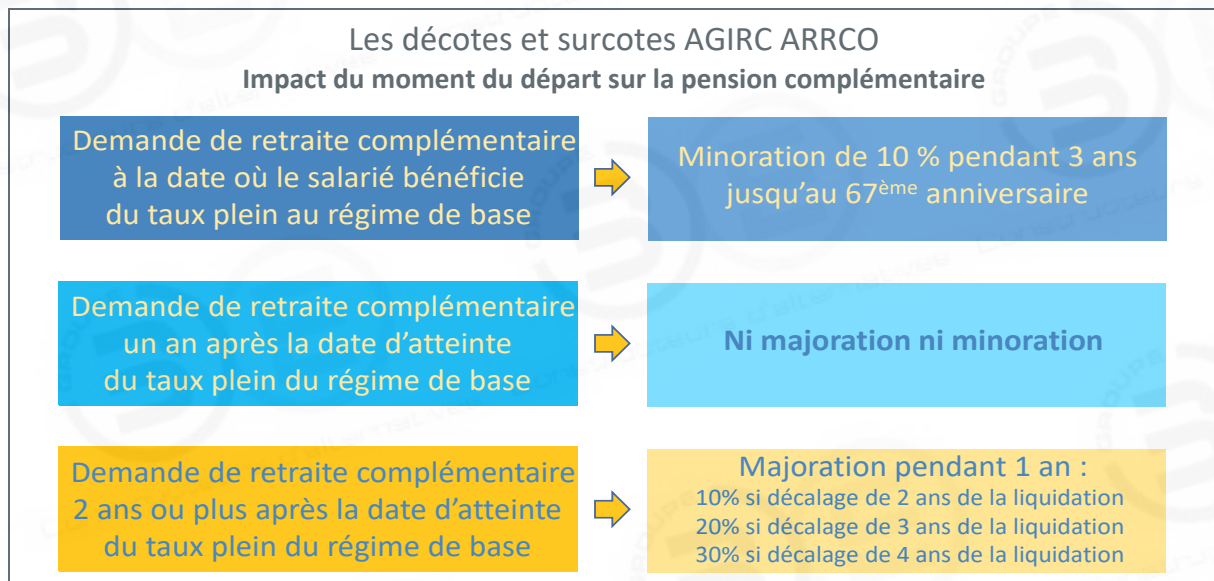 Les décotes et surcotes AGIRC ARRCO
Impact du moment du départ sur la pension complémentaire
Demande de retraite complémentaire
à la date où le salarié bénéficie
du taux plein au régime de base
Minoration de 10 % pendant 3 ans
jusqu’au 67ème anniversaire
Demande de retraite complémentaire
un an après la date d’atteinte
du taux plein du régime de base
Ni majoration ni minoration
Demande de retraite complémentaire
2 ans ou plus après la date d’atteinte
du taux plein du régime de base
Majoration pendant 1 an :
10% si décalage de 2 ans de la liquidation
20% si décalage de 3 ans de la liquidation
30% si décalage de 4 ans de la liquidation